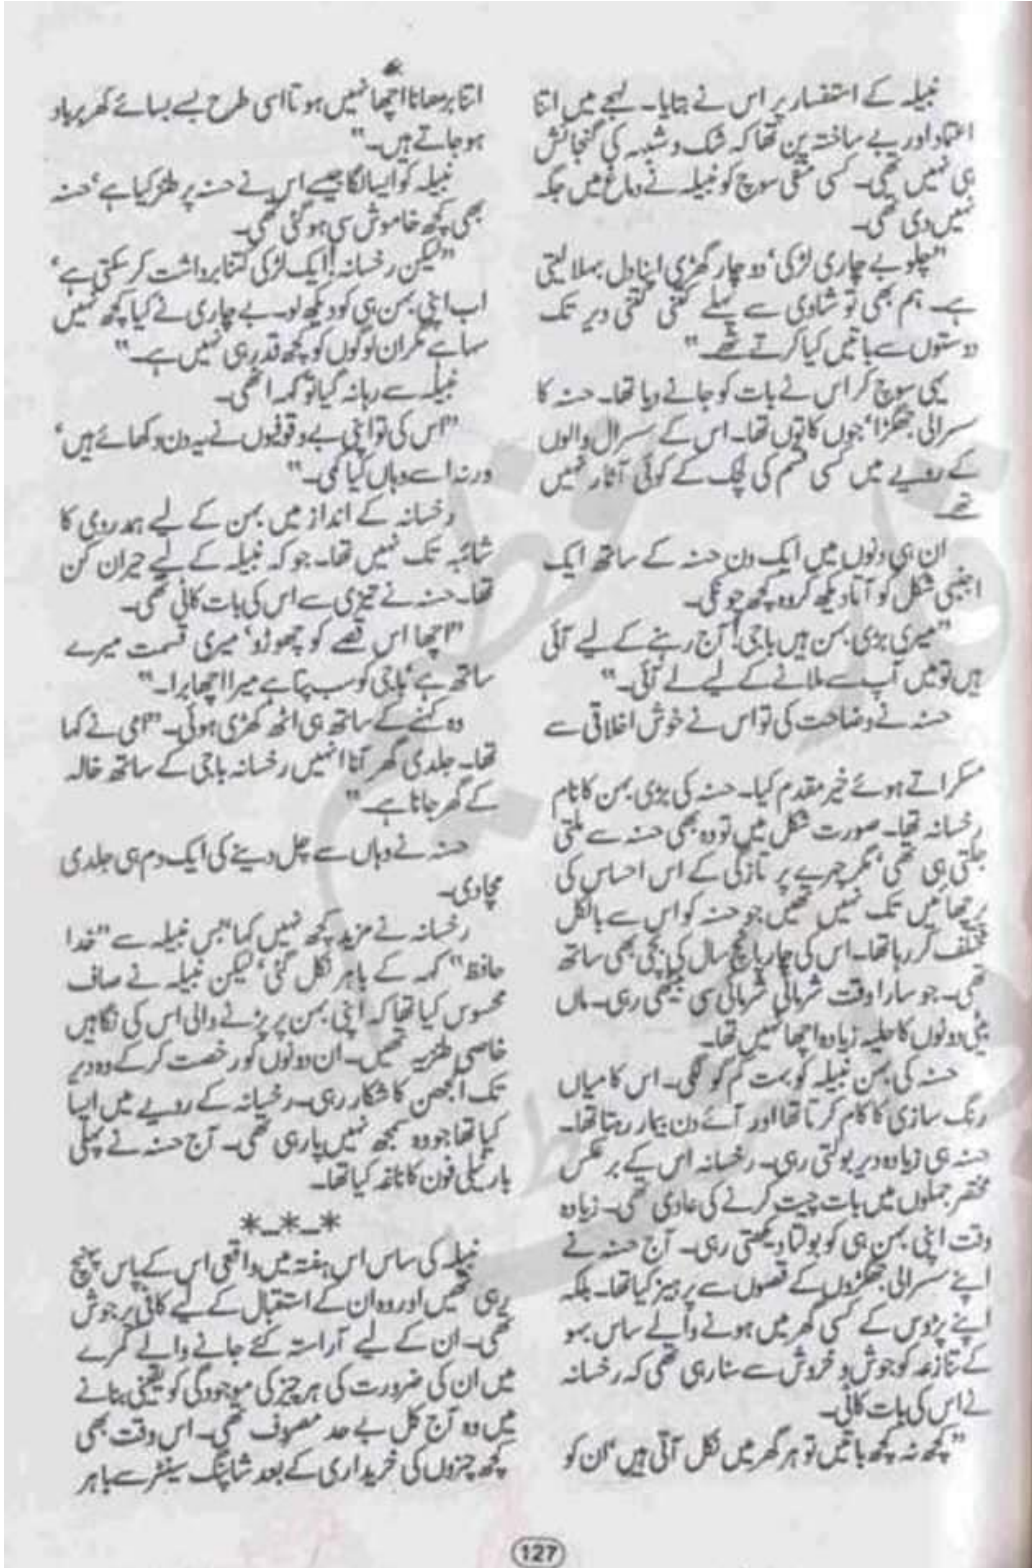 نبیلہ کے استفسار پر اس نے بتایا۔ لہجے میں اتنا
اعتماد اور بے ساختہ پن تھا کہ شک و شبہ کی گنجائش
ہی نہیں تھی۔ کسی منفی سوچ کو نبیلہ نے دماغ میں جگہ
نہیں دی تھی۔
"چلو بے چاری لڑکی، دو چار گھڑی اپنا دل بہلا لیتی
ہے۔ ہم بھی تو شادی سے پہلے کتنی کتنی دیر تک
دوستوں سے باتیں کیا کرتے تھے۔"
یہی سوچ کر اس نے بات کو جانے دیا تھا۔ حسنہ کا
سسرالی جھگڑا، جوں کا توں تھا۔ اس کے سسرال والوں
کے رویے میں کسی قسم کی لچک کے کوئی آثار نہیں
تھے۔
ان ہی دنوں میں ایک دن حسنہ کے ساتھ ایک
اجنبی شکل کو آتا دیکھ کر وہ کچھ چونکی۔
"میری بڑی بہن ہیں باجی! آج رہنے کے لیے آئی
ہیں تو میں آپ سے ملانے کے لیے لے آئی۔"
حسنہ نے وضاحت کی تو اس نے خوش اخلاقی سے
مسکراتے ہوئے خیر مقدم کیا۔ حسنہ کی بڑی بہن کا نام
رخسانہ تھا۔ صورت شکل میں تو وہ بھی حسنہ سے ملتی
جلتی ہی تھی، مگر چہرے پر تازگی کے اس احساس کی
پرچھائیں تک نہیں تھیں جو حسنہ کو اس سے بالکل
مختلف کر رہا تھا۔ اس کی چار پانچ سال کی بچی بھی ساتھ
تھی۔ جو سارا وقت شرمائی شرمائی سی بیٹھی رہی۔ ماں
بیٹی دونوں کا حلیہ زیادہ اچھا نہیں تھا۔
حسنہ کی بہن نبیلہ کو بہت کم گو لگی۔ اس کا میاں
رنگ سازی کا کام کرتا تھا اور آئے دن بیکار رہتا تھا۔
حسنہ ہی زیادہ دیر بولتی رہی۔ رخسانہ اس کے برعکس
مختصر جملوں میں بات چیت کرنے کی عادی تھی۔ زیادہ
وقت اپنی بہن ہی کو بولتا دیکھتی رہی۔ آج حسنہ نے
اپنے سسرالی جھگڑوں کے قصوں سے پرہیز کیا تھا۔ بلکہ
اپنے پڑوس کے کسی گھر میں ہونے والے ساس بہو
کے تنازعہ کو جوش و خروش سے سنا رہی تھی کہ رخسانہ
نے اس کی بات کاٹی۔
"کچھ نہ کچھ باتیں تو ہر گھر میں نکل آتی ہیں، ان کو
اتنا بڑھانا اچھا نہیں ہوتا اسی طرح بسے بسائے گھر برباد
ہو جاتے ہیں۔"
نبیلہ کو ایسا لگا جیسے اس نے حسنہ پر طنز کیا ہے، حسنہ
بھی کچھ خاموش سی ہو گئی تھی۔
"لیکن رخسانہ! ایک لڑکی کتنا برداشت کر سکتی ہے،
اب اپنی بہن ہی کو دیکھ لو۔ بے چاری نے کیا کچھ نہیں
سہا ہے مگر ان لوگوں کو کچھ قدر ہی نہیں ہے۔"
نبیلہ سے رہا نہ گیا تو کہہ اٹھی۔
"اس کی تو اپنی بے وقوفیوں نے یہ دن دکھائے ہیں،
ورنہ اسے وہاں کیا کمی۔"
رخسانہ کے انداز میں بہن کے لیے ہمدردی کا
شائبہ تک نہیں تھا۔ جو کہ نبیلہ کے لیے حیران کن
تھا۔ حسنہ نے تیزی سے اس کی بات کاٹی تھی۔
"اچھا اس قصے کو چھوڑو، میری قسمت میرے
ساتھ ہے، باجی کو سب پتا ہے میرا اچھا برا۔"
وہ کہنے کے ساتھ ہی اٹھ کھڑی ہوئی۔ "امی نے کہا
تھا۔ جلدی گھر آنا انہیں رخسانہ باجی کے ساتھ خالہ
کے گھر جانا ہے۔"
حسنہ نے وہاں سے چل دینے کی ایک دم ہی جلدی
مچا دی۔
رخسانہ نے مزید کچھ نہیں کہا، بس نبیلہ سے "خدا
حافظ" کہہ کے باہر نکل گئی، لیکن نبیلہ نے صاف
محسوس کیا تھا کہ اپنی بہن پر پڑنے والی اس کی نگاہیں
خاصی طنزیہ تھیں۔ ان دونوں کو رخصت کر کے وہ دیر
تک الجھن کا شکار رہی۔ رخسانہ کے رویے میں ایسا
کیا تھا جو وہ سمجھ نہیں پا رہی تھی۔ آج حسنہ نے پہلی
بار ٹیلی فون کا ناغہ کیا تھا۔
*_*_*
نبیلہ کی ساس اس ہفتہ میں واقعی اس کے پاس پہنچ
رہی تھیں اور وہ ان کے استقبال کے لیے کافی پرجوش
تھی۔ ان کے لیے آراستہ کئے جانے والے کمرے
میں ان کی ضرورت کی ہر چیز کی موجودگی کو یقینی بنانے
میں وہ آج کل بے حد مصروف تھی۔ اس وقت بھی
کچھ چیزوں کی خریداری کے بعد شاپنگ سینٹر سے باہر
127